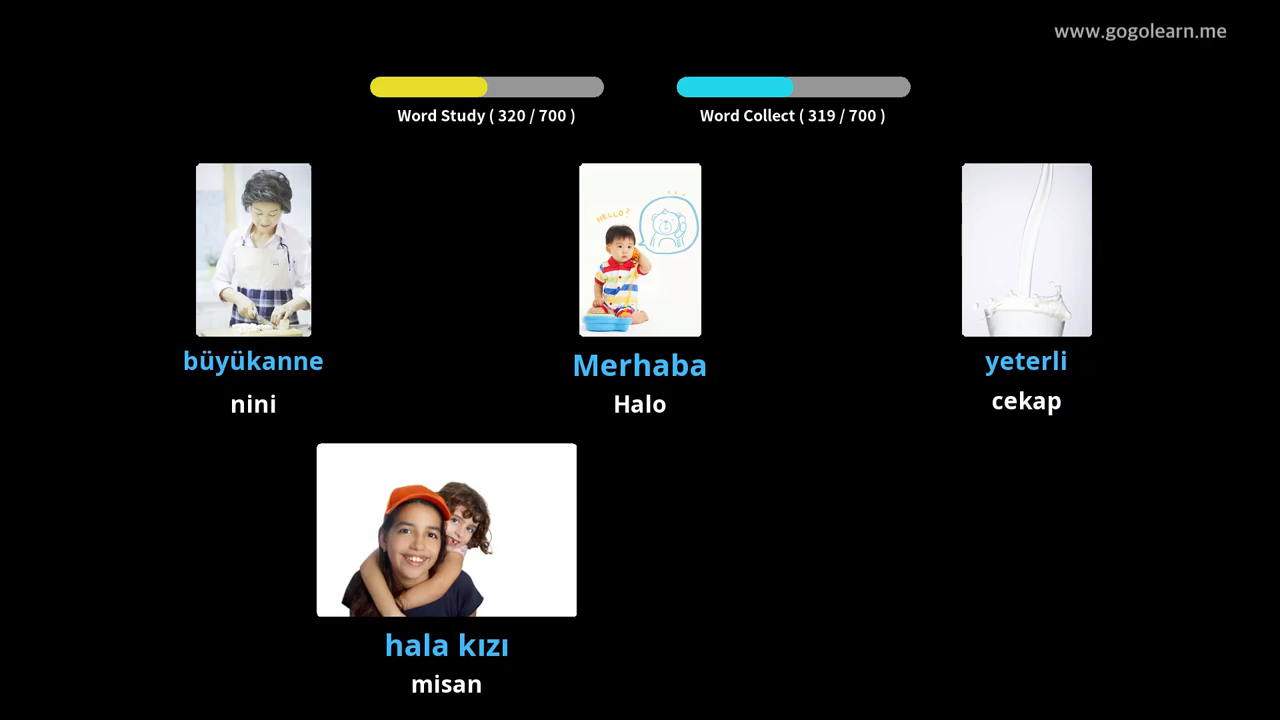 www.gogolearn.me
Word Study ( 320 / 700 )
Word Collect ( 319 / 700 )
HELLO?
büyükanne
Merhaba
yeterli
nini
Halo
cekap
hala kızı
misan